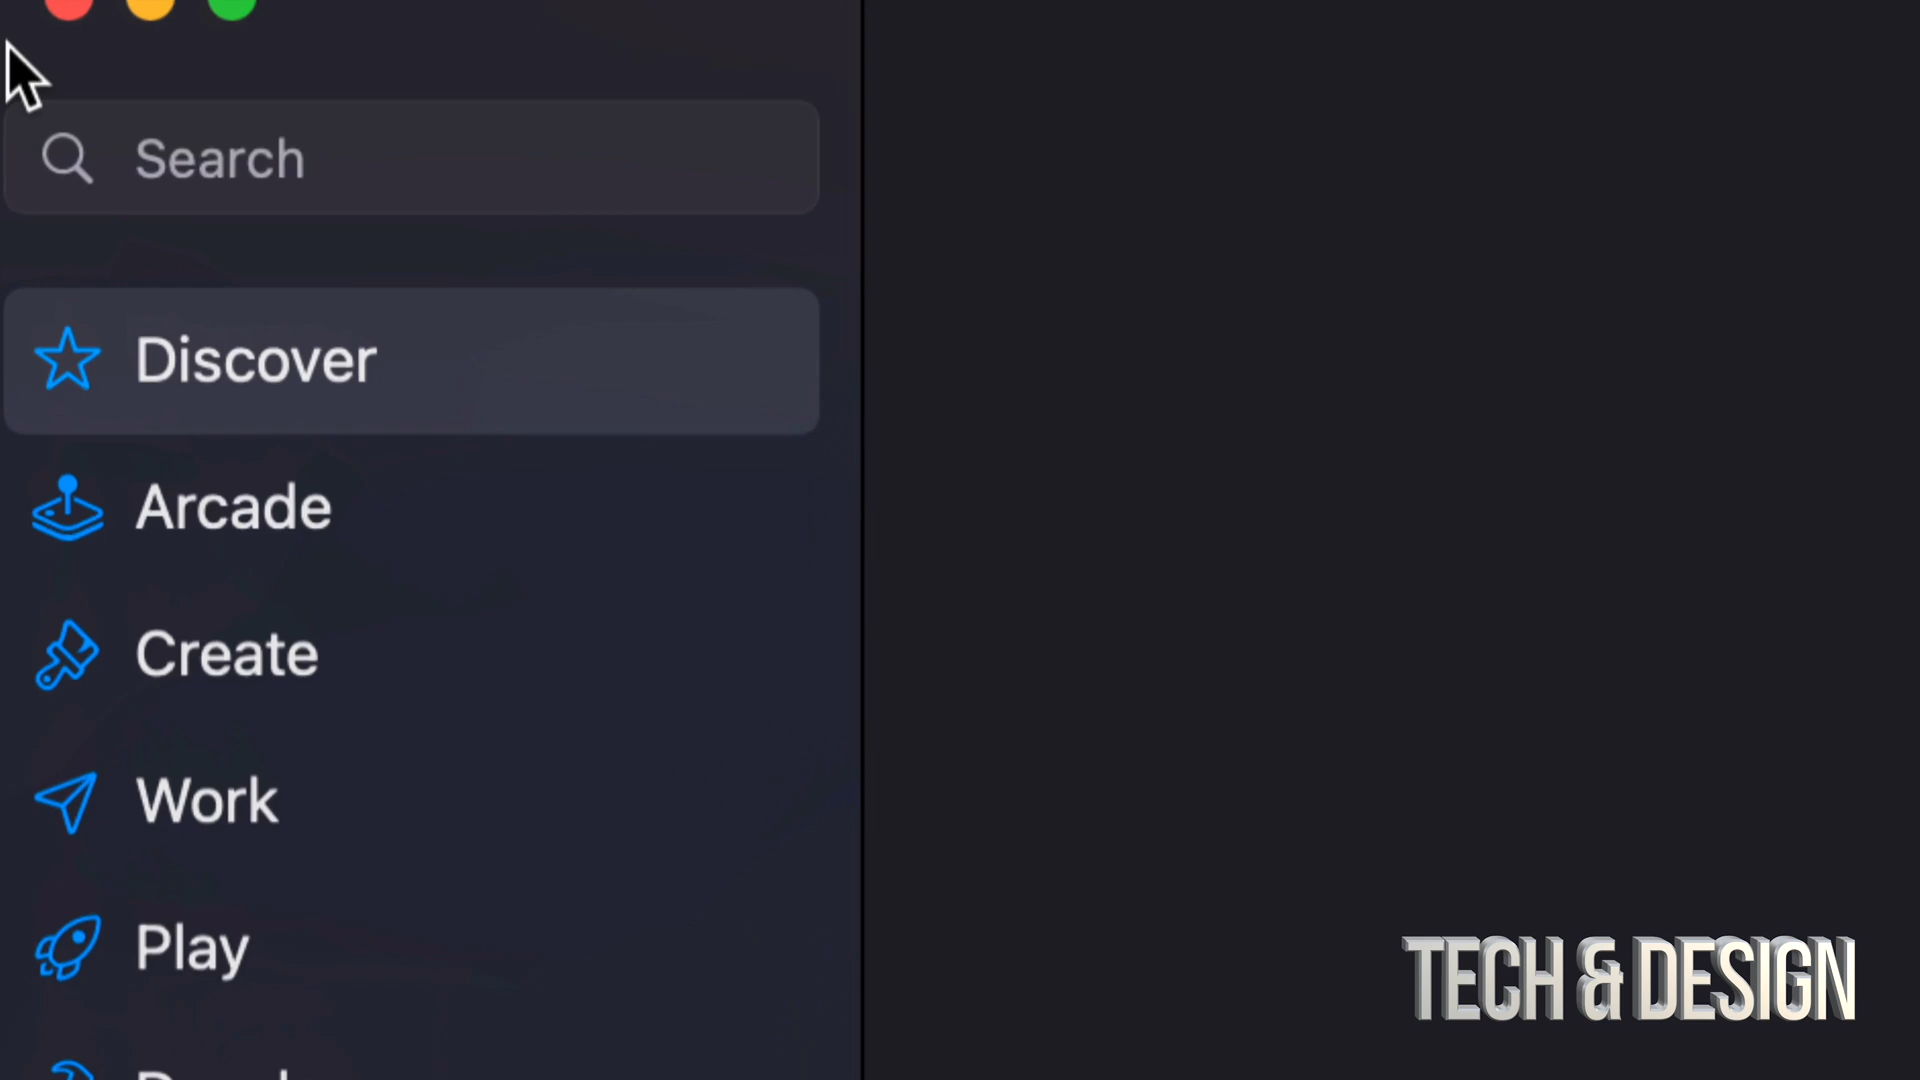 Search
Discover
Arcade
Create
Work
Play
TECH & DESIGN